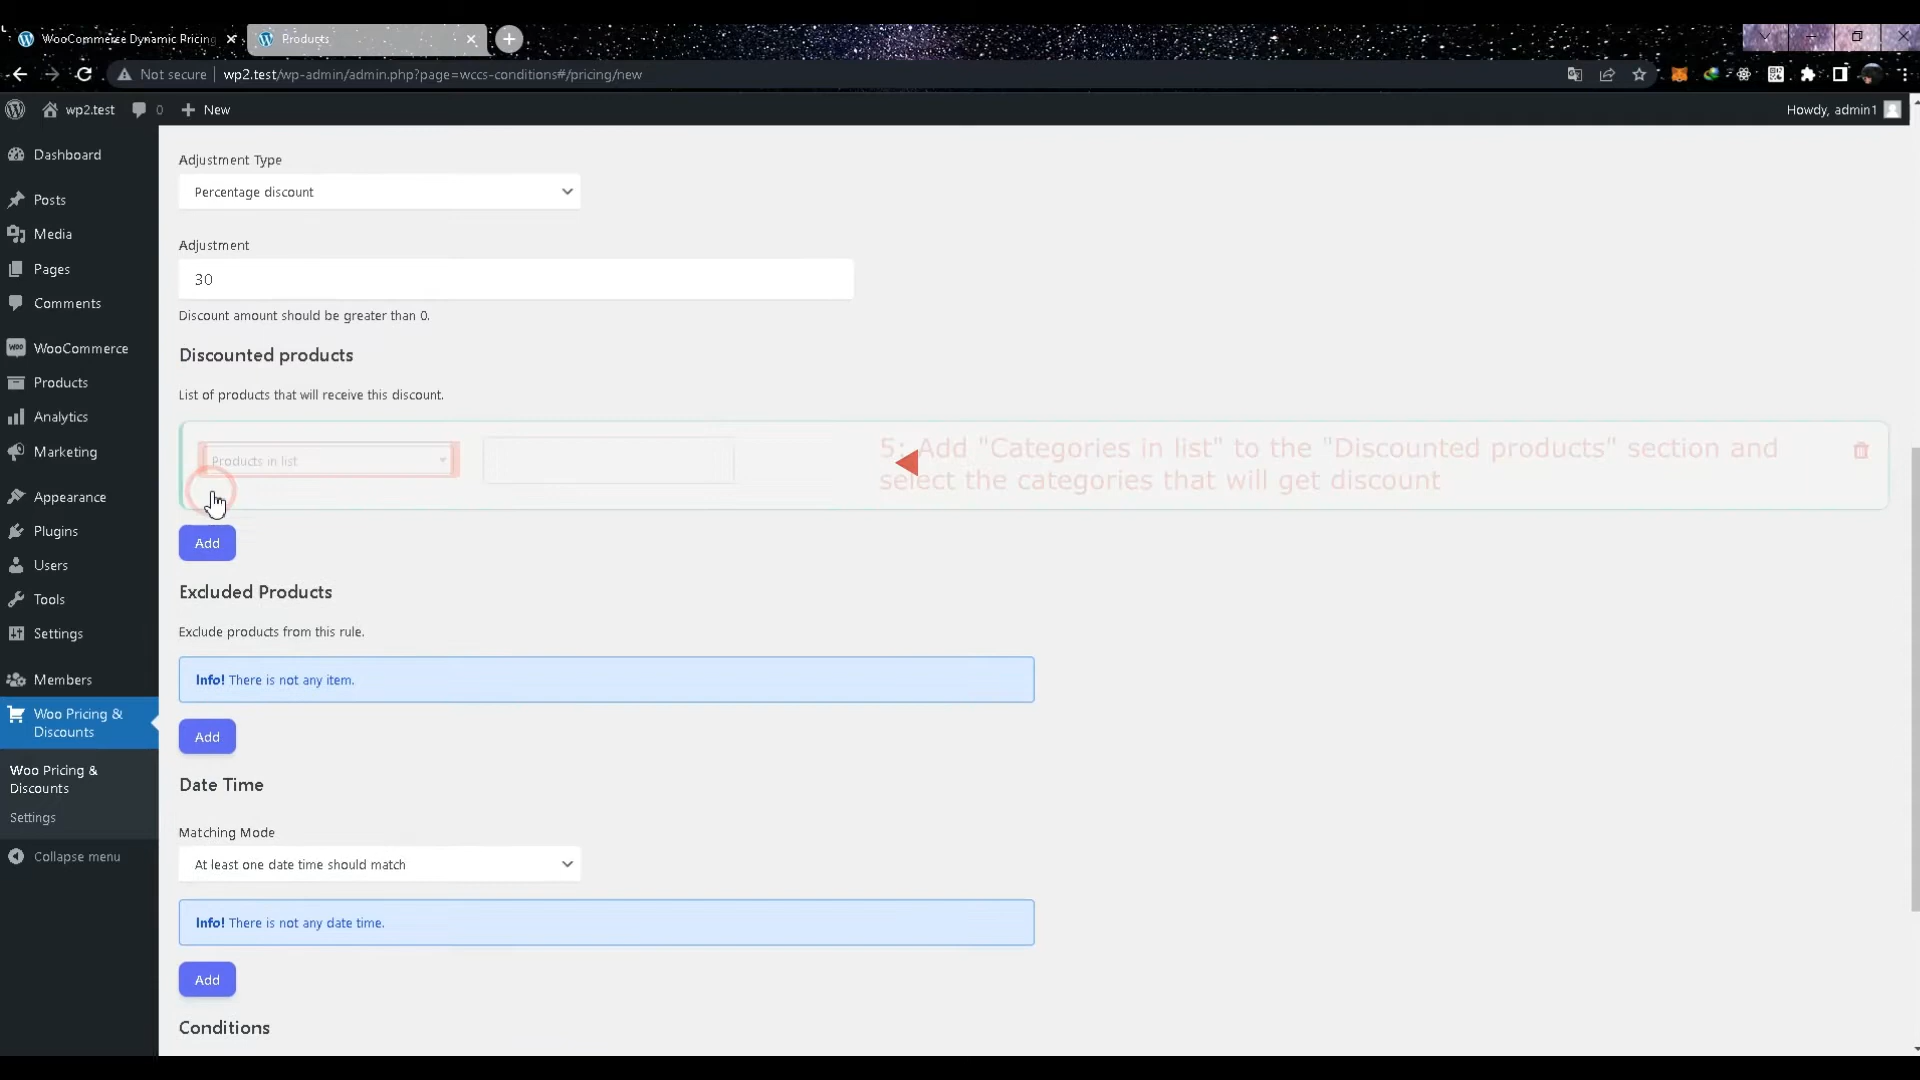 WooCommerce Dynamic Pricing
Products
Not secure
wp2.test/wp-admin/admin.php?page=wccs-conditions#/pricing/new
wp2.test
0
New
Howdy, admin1
Dashboard
Posts
Media
Pages
Comments
WooCommerce
Products
Analytics
Marketing
Appearance
Plugins
Users
Tools
Settings
Members
Woo Pricing &
Discounts
Woo Pricing &
Discounts
Settings
Collapse menu
Adjustment Type
Percentage discount
Adjustment
30
Discount amount should be greater than 0.
Discounted products
List of products that will receive this discount.
Products in list
5: Add "Categories in list" to the "Discounted products" section and
select the categories that will get discount
Add
Excluded Products
Exclude products from this rule.
Info! There is not any item.
Add
Date Time
Matching Mode
At least one date time should match
Info! There is not any date time.
Add
Conditions